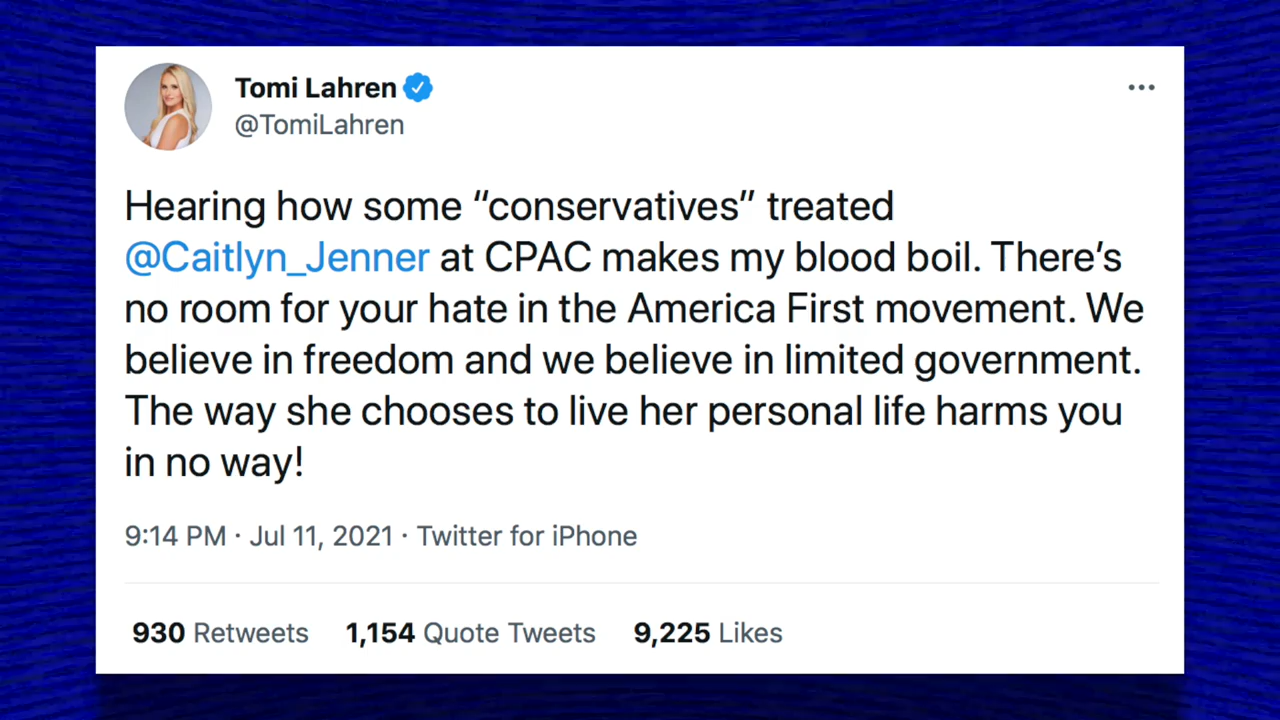 Tomi Lahren
@TomiLahren
Hearing how some “conservatives” treated
@Caitlyn_Jenner at CPAC makes my blood boil. There’s
no room for your hate in the America First movement. We
believe in freedom and we believe in limited government.
The way she chooses to live her personal life harms you
in no way!
9:14 PM · Jul 11, 2021 · Twitter for iPhone
930 Retweets 1,154 Quote Tweets 9,225 Likes